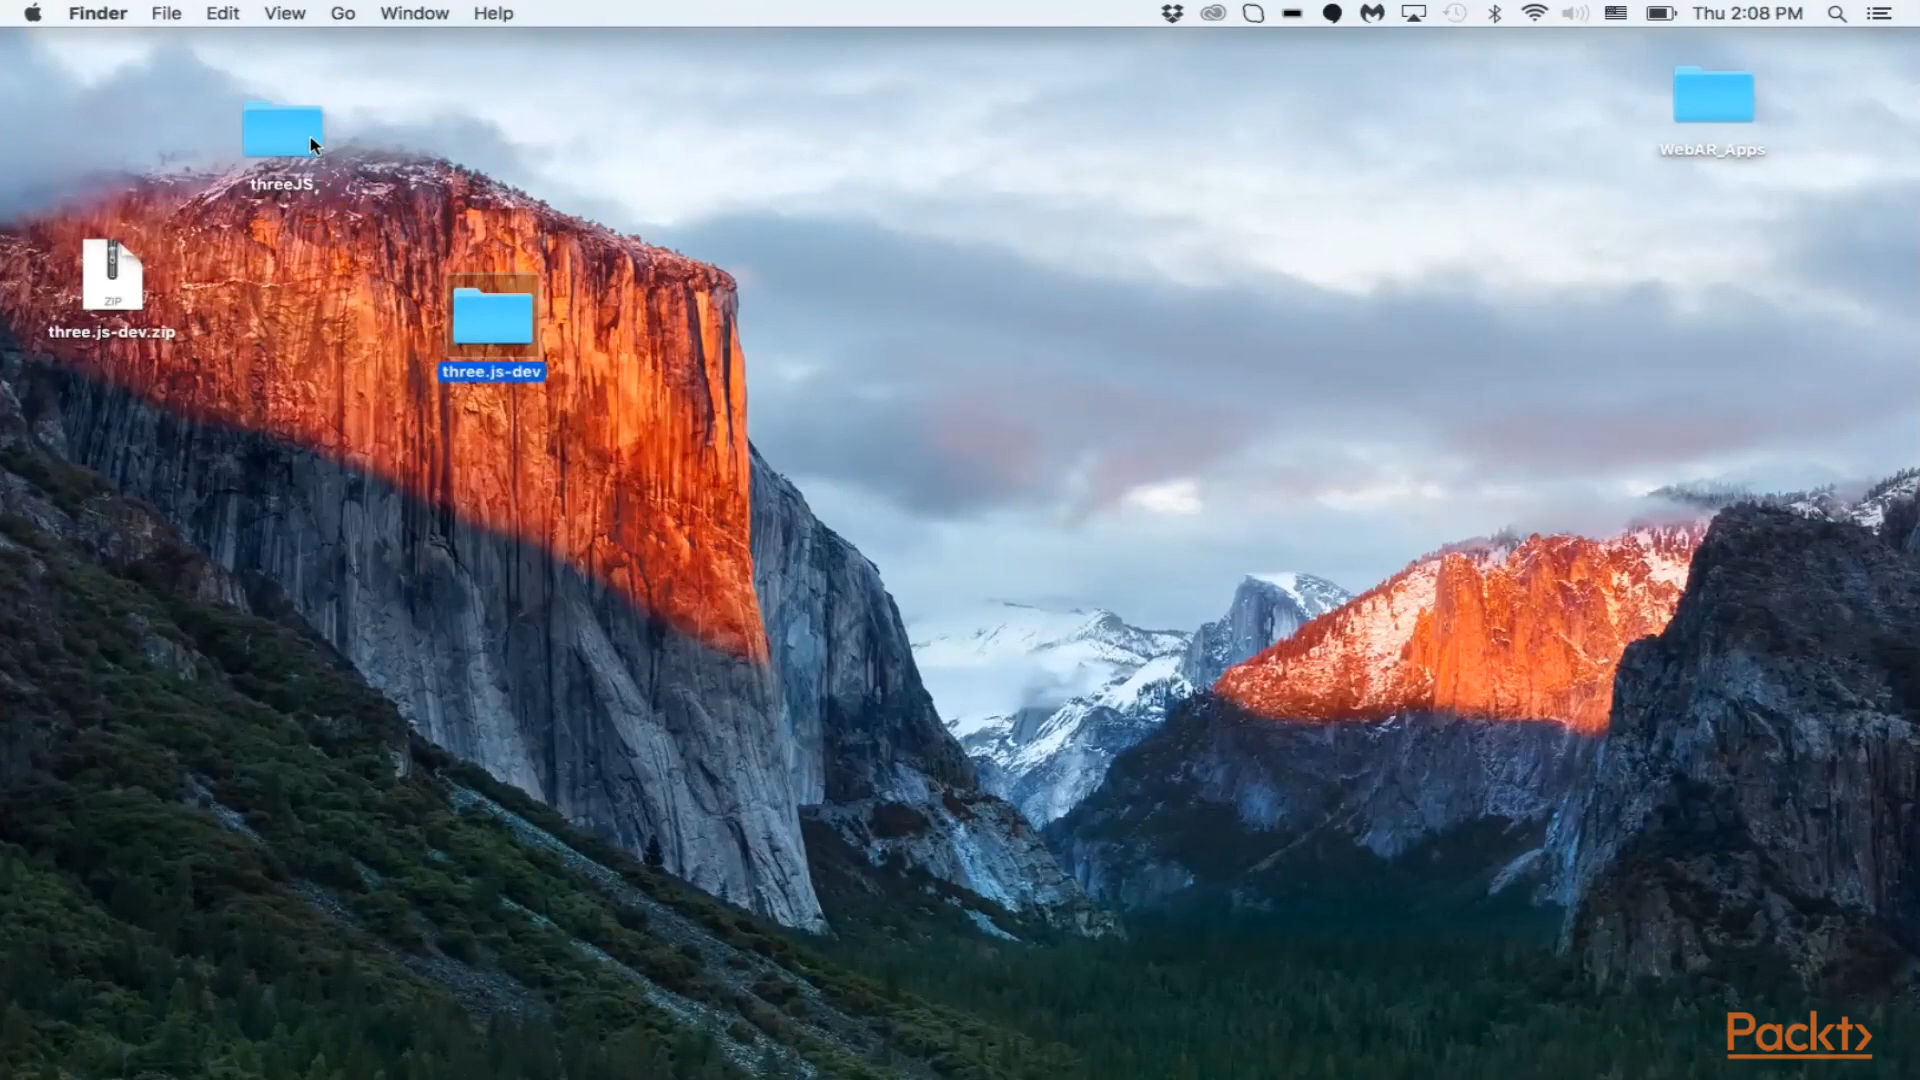 Finder File Edit View Go Window Help Thu 2:08 PM
WebAR_Apps
threeJS
ZIP
three.js-dev.zip
three.js-dev
Packt>